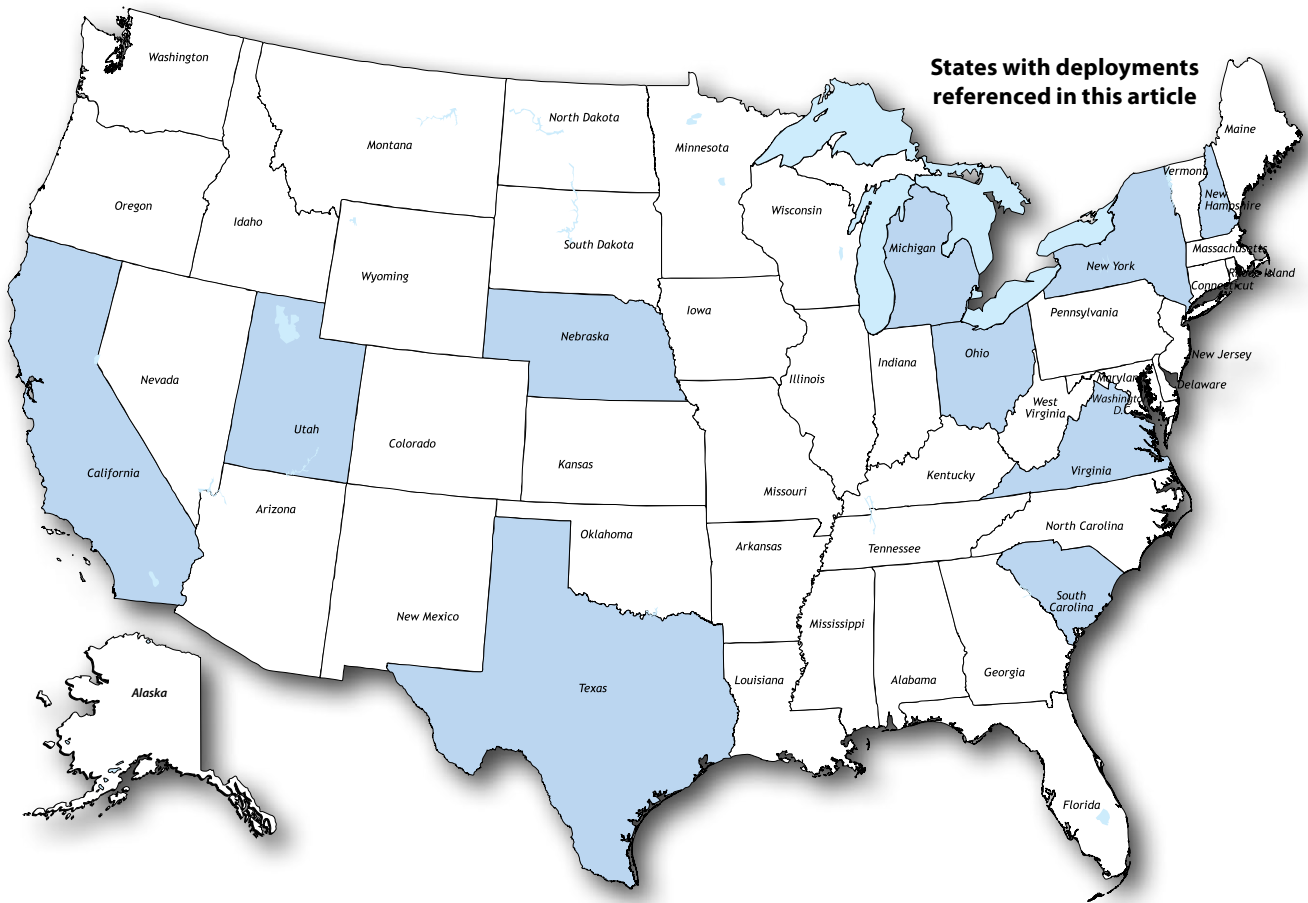 States with deployments
referenced in this article
Washington
Montana
North Dakota
Minnesota
Maine
Vermont
New
Hampshire
Oregon
Idaho
Wyoming
South Dakota
Wisconsin
Michigan
New York
Massachusetts
Rhode Island
Connecticut
Iowa
Nebraska
Pennsylvania
New Jersey
Nevada
Utah
Colorado
Kansas
Illinois
Indiana
Ohio
Maryland
Delaware
Washington
D.C.
West
Virginia
Virginia
California
Missouri
Kentucky
Arizona
New Mexico
Oklahoma
Arkansas
Tennessee
North Carolina
South
Carolina
Mississippi
Alabama
Georgia
Louisiana
Texas
Alaska
Florida